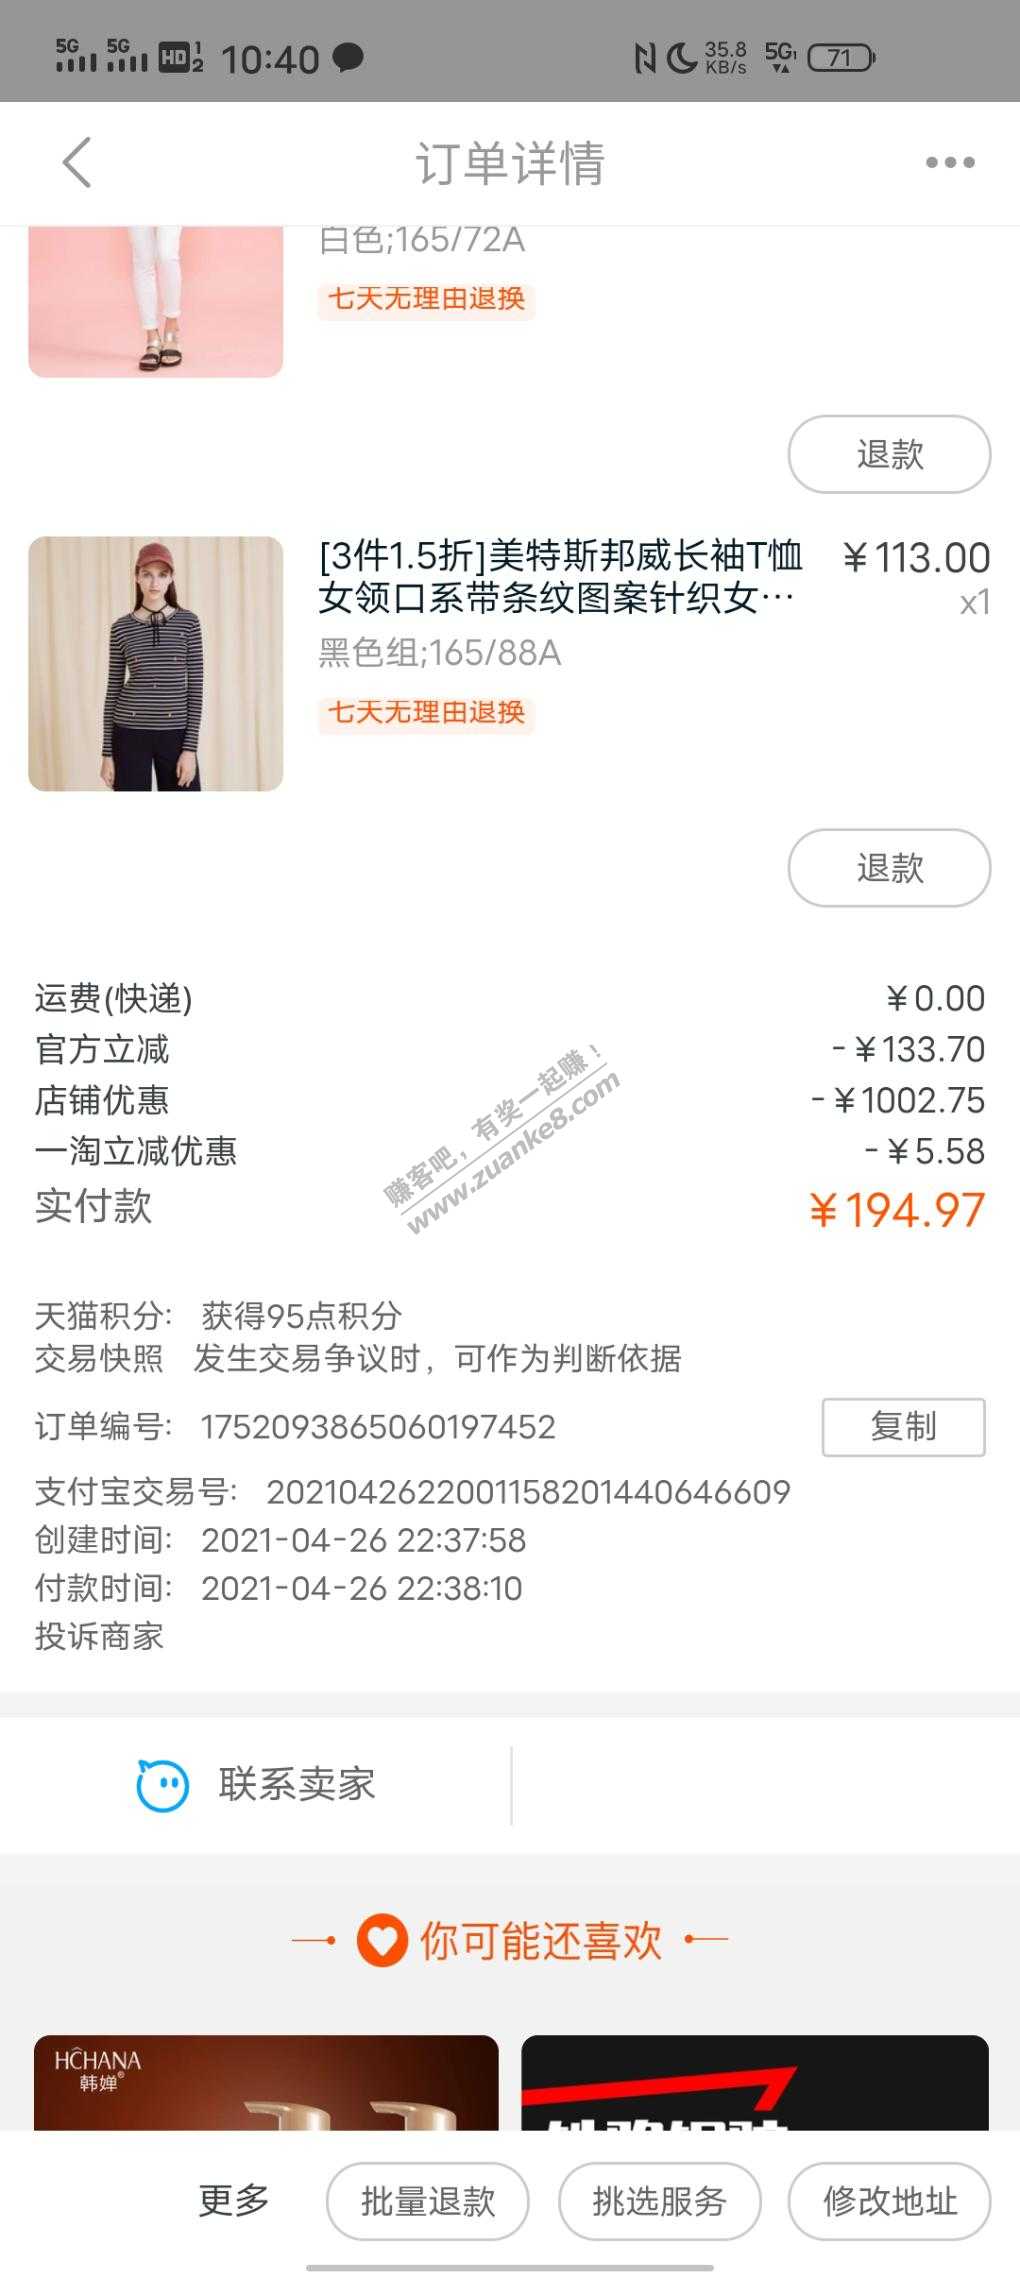 5G 5G HD 1 2 10:40 35.8 KB/s 5G 71
订单详情
白色;165/72A
七天无理由退换
退款
[3件1.5折]美特斯邦威长袖T恤 ¥113.00
女领口系带条纹图案针织女… x1
黑色组;165/88A
七天无理由退换
退款
运费(快递) ¥0.00
官方立减 -¥133.70
店铺优惠 -¥1002.75
一淘立减优惠 -¥5.58
实付款 ¥194.97
赚客吧,有奖一起赚!
www.zuanke8.com
天猫积分: 获得95点积分
交易快照 发生交易争议时,可作为判断依据
订单编号: 1752093865060197452 复制
支付宝交易号: 2021042622001158201440646609
创建时间: 2021-04-26 22:37:58
付款时间: 2021-04-26 22:38:10
投诉商家
联系卖家
你可能还喜欢
HCHANA
韩婵®
更多 批量退款 挑选服务 修改地址